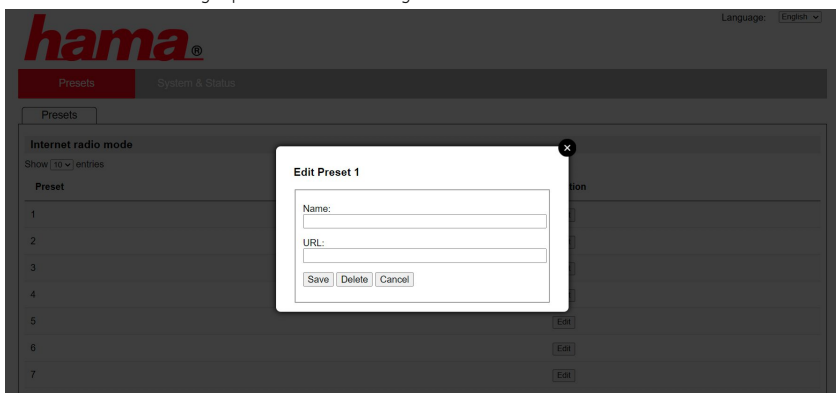 Language: English
hama®
Presets System & Status
Presets
Internet radio mode
Show 10 entries
Preset
Edit Preset 1
Name:
URL:
Save Delete Cancel
1
2
3
4
5 Edit
6 Edit
7 Edit